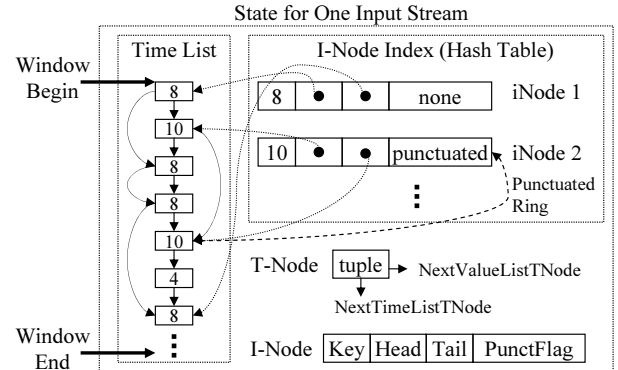 State for One Input Stream
Time List
I-Node Index (Hash Table)
Window
Begin
8
10
8
8
10
4
8
8
none
iNode 1
10
punctuated
iNode 2
Punctuated
Ring
T-Node
tuple
NextValueListTNode
NextTimeListTNode
Window
End
I-Node
Key
Head
Tail
PunctFlag